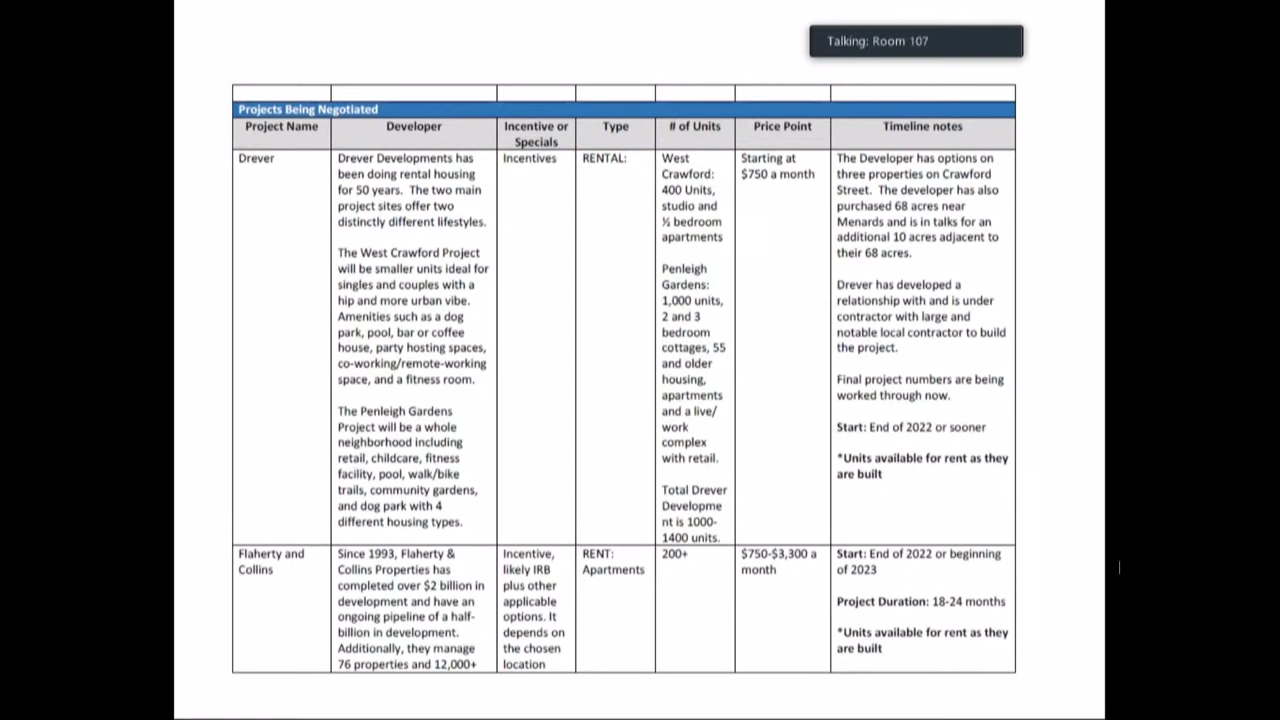 Talking: Room 107
Projects Being Negotiated
Project Name
Developer
Incentive or
Specials
Type
# of Units
Price Point
Timeline notes
Drever
Drever Developments has
been doing rental housing
for 50 years. The two main
project sites offer two
distinctly different lifestyles.
The West Crawford Project
will be smaller units ideal for
singles and couples with a
hip and more urban vibe.
Amenities such as a dog
park, pool, bar or coffee
house, party hosting spaces,
co-working/remote-working
space, and a fitness room.
The Penleigh Gardens
Project will be a whole
neighborhood including
retail, childcare, fitness
facility, pool, walk/bike
trails, community gardens,
and dog park with 4
different housing types.
Incentives
RENTAL:
West
Crawford:
400 Units,
studio and
½ bedroom
apartments
Penleigh
Gardens:
1,000 units,
2 and 3
bedroom
cottages, 55
and older
housing,
apartments
and a live/
work
complex
with retail.
Total Drever
Developme
nt is 1000-
1400 units.
Starting at
$750 a month
The Developer has options on
three properties on Crawford
Street. The developer has also
purchased 68 acres near
Menards and is in talks for an
additional 10 acres adjacent to
their 68 acres.
Drever has developed a
relationship with and is under
contractor with large and
notable local contractor to build
the project.
Final project numbers are being
worked through now.
Start: End of 2022 or sooner
*Units available for rent as they
are built
Flaherty and
Collins
Since 1993, Flaherty &
Collins Properties has
completed over $2 billion in
development and have an
ongoing pipeline of a half-
billion in development.
Additionally, they manage
76 properties and 12,000+
Incentive,
likely IRB
plus other
applicable
options. It
depends on
the chosen
location
RENT:
Apartments
200+
$750-$3,300 a
month
Start: End of 2022 or beginning
of 2023
Project Duration: 18-24 months
*Units available for rent as they
are built